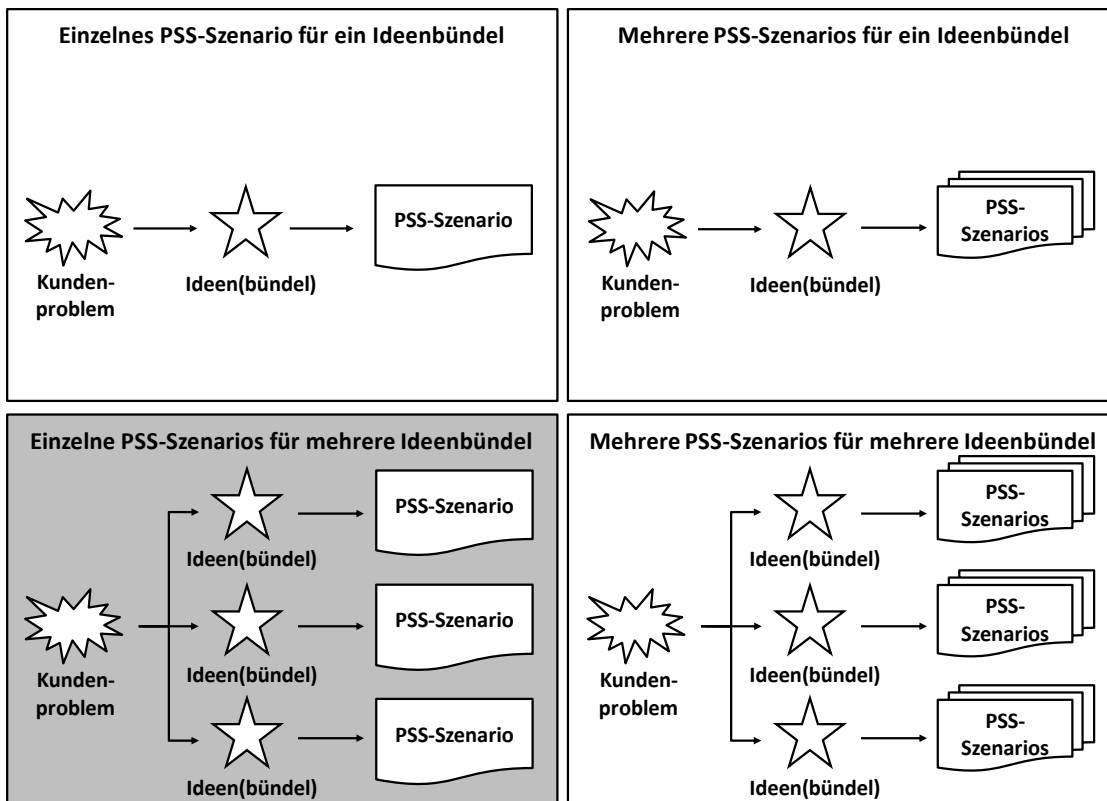 Einzelnes PSS-Szenario für ein Ideenbündel
PSS-Szenario
Kunden-
problem
Ideen(bündel)
Mehrere PSS-Szenarios für ein Ideenbündel
PSS-
Szenarios
Kunden-
problem
Ideen(bündel)
Einzelne PSS-Szenarios für mehrere Ideenbündel
PSS-Szenario
Ideen(bündel)
PSS-Szenario
Kunden-
problem
Ideen(bündel)
PSS-Szenario
Ideen(bündel)
Mehrere PSS-Szenarios für mehrere Ideenbündel
PSS-
Szenarios
Ideen(bündel)
PSS-
Szenarios
Kunden-
problem
Ideen(bündel)
PSS-
Szenarios
Ideen(bündel)